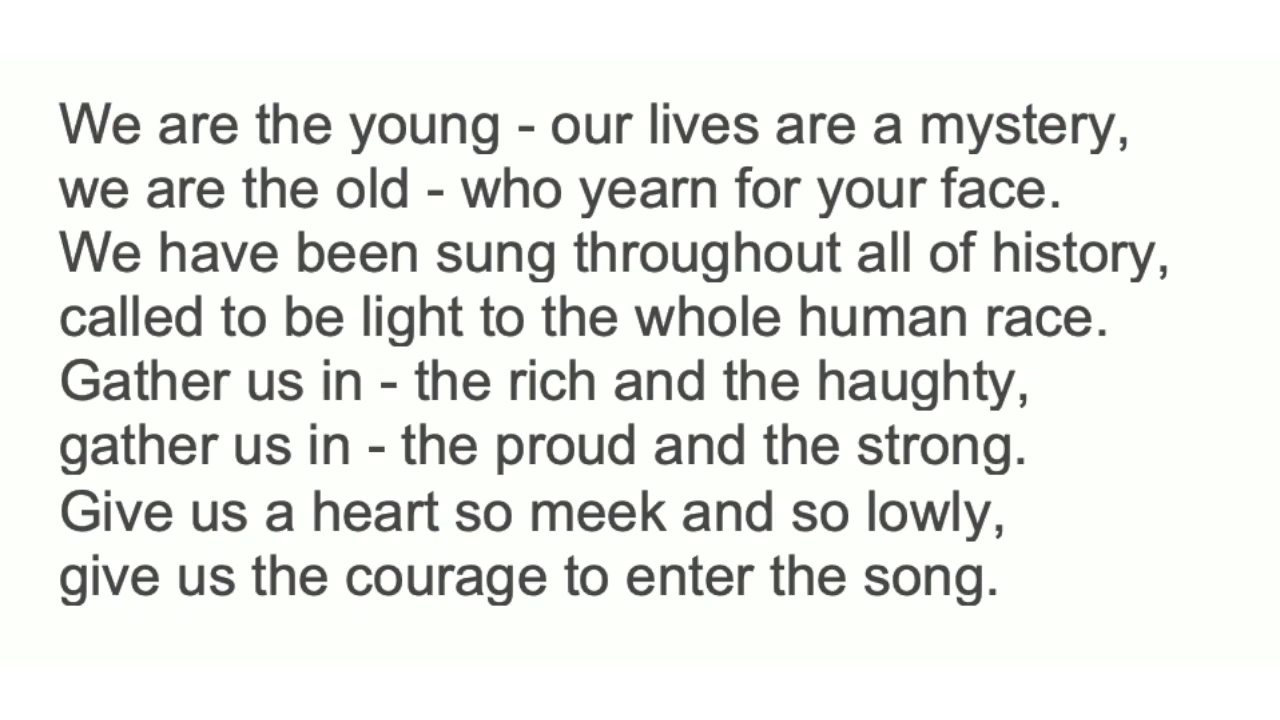 We are the young - our lives are a mystery,
we are the old - who yearn for your face.
We have been sung throughout all of history,
called to be light to the whole human race.
Gather us in - the rich and the haughty,
gather us in - the proud and the strong.
Give us a heart so meek and so lowly,
give us the courage to enter the song.